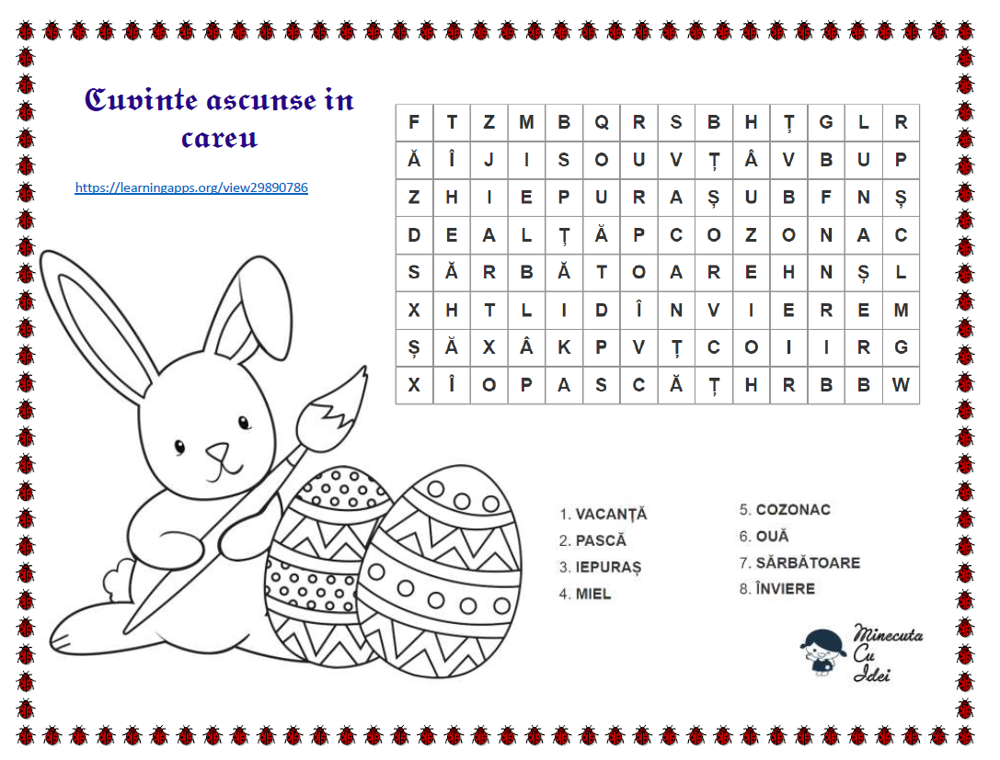 Cuvinte ascunse in
careu
https://learningapps.org/view29890786
F T Z M B Q R S B H Ț G L R
Ă Î J I S O U V Ț Â V B U P
Z H I E P U R A Ș U B F N Ș
D E A L Ț Ă P C O Z O N A C
S Ă R B Ă T O A R E H N Ș L
X H T L I D Î N V I E R E M
Ș Ă X Â K P V Ț C O I I R G
X Î O P A S C Ă Ț H R B B W
1. VACANȚĂ
2. PASCĂ
3. IEPURAȘ
4. MIEL
5. COZONAC
6. OUĂ
7. SĂRBĂTOARE
8. ÎNVIERE
Minecuta
Cu
Idei